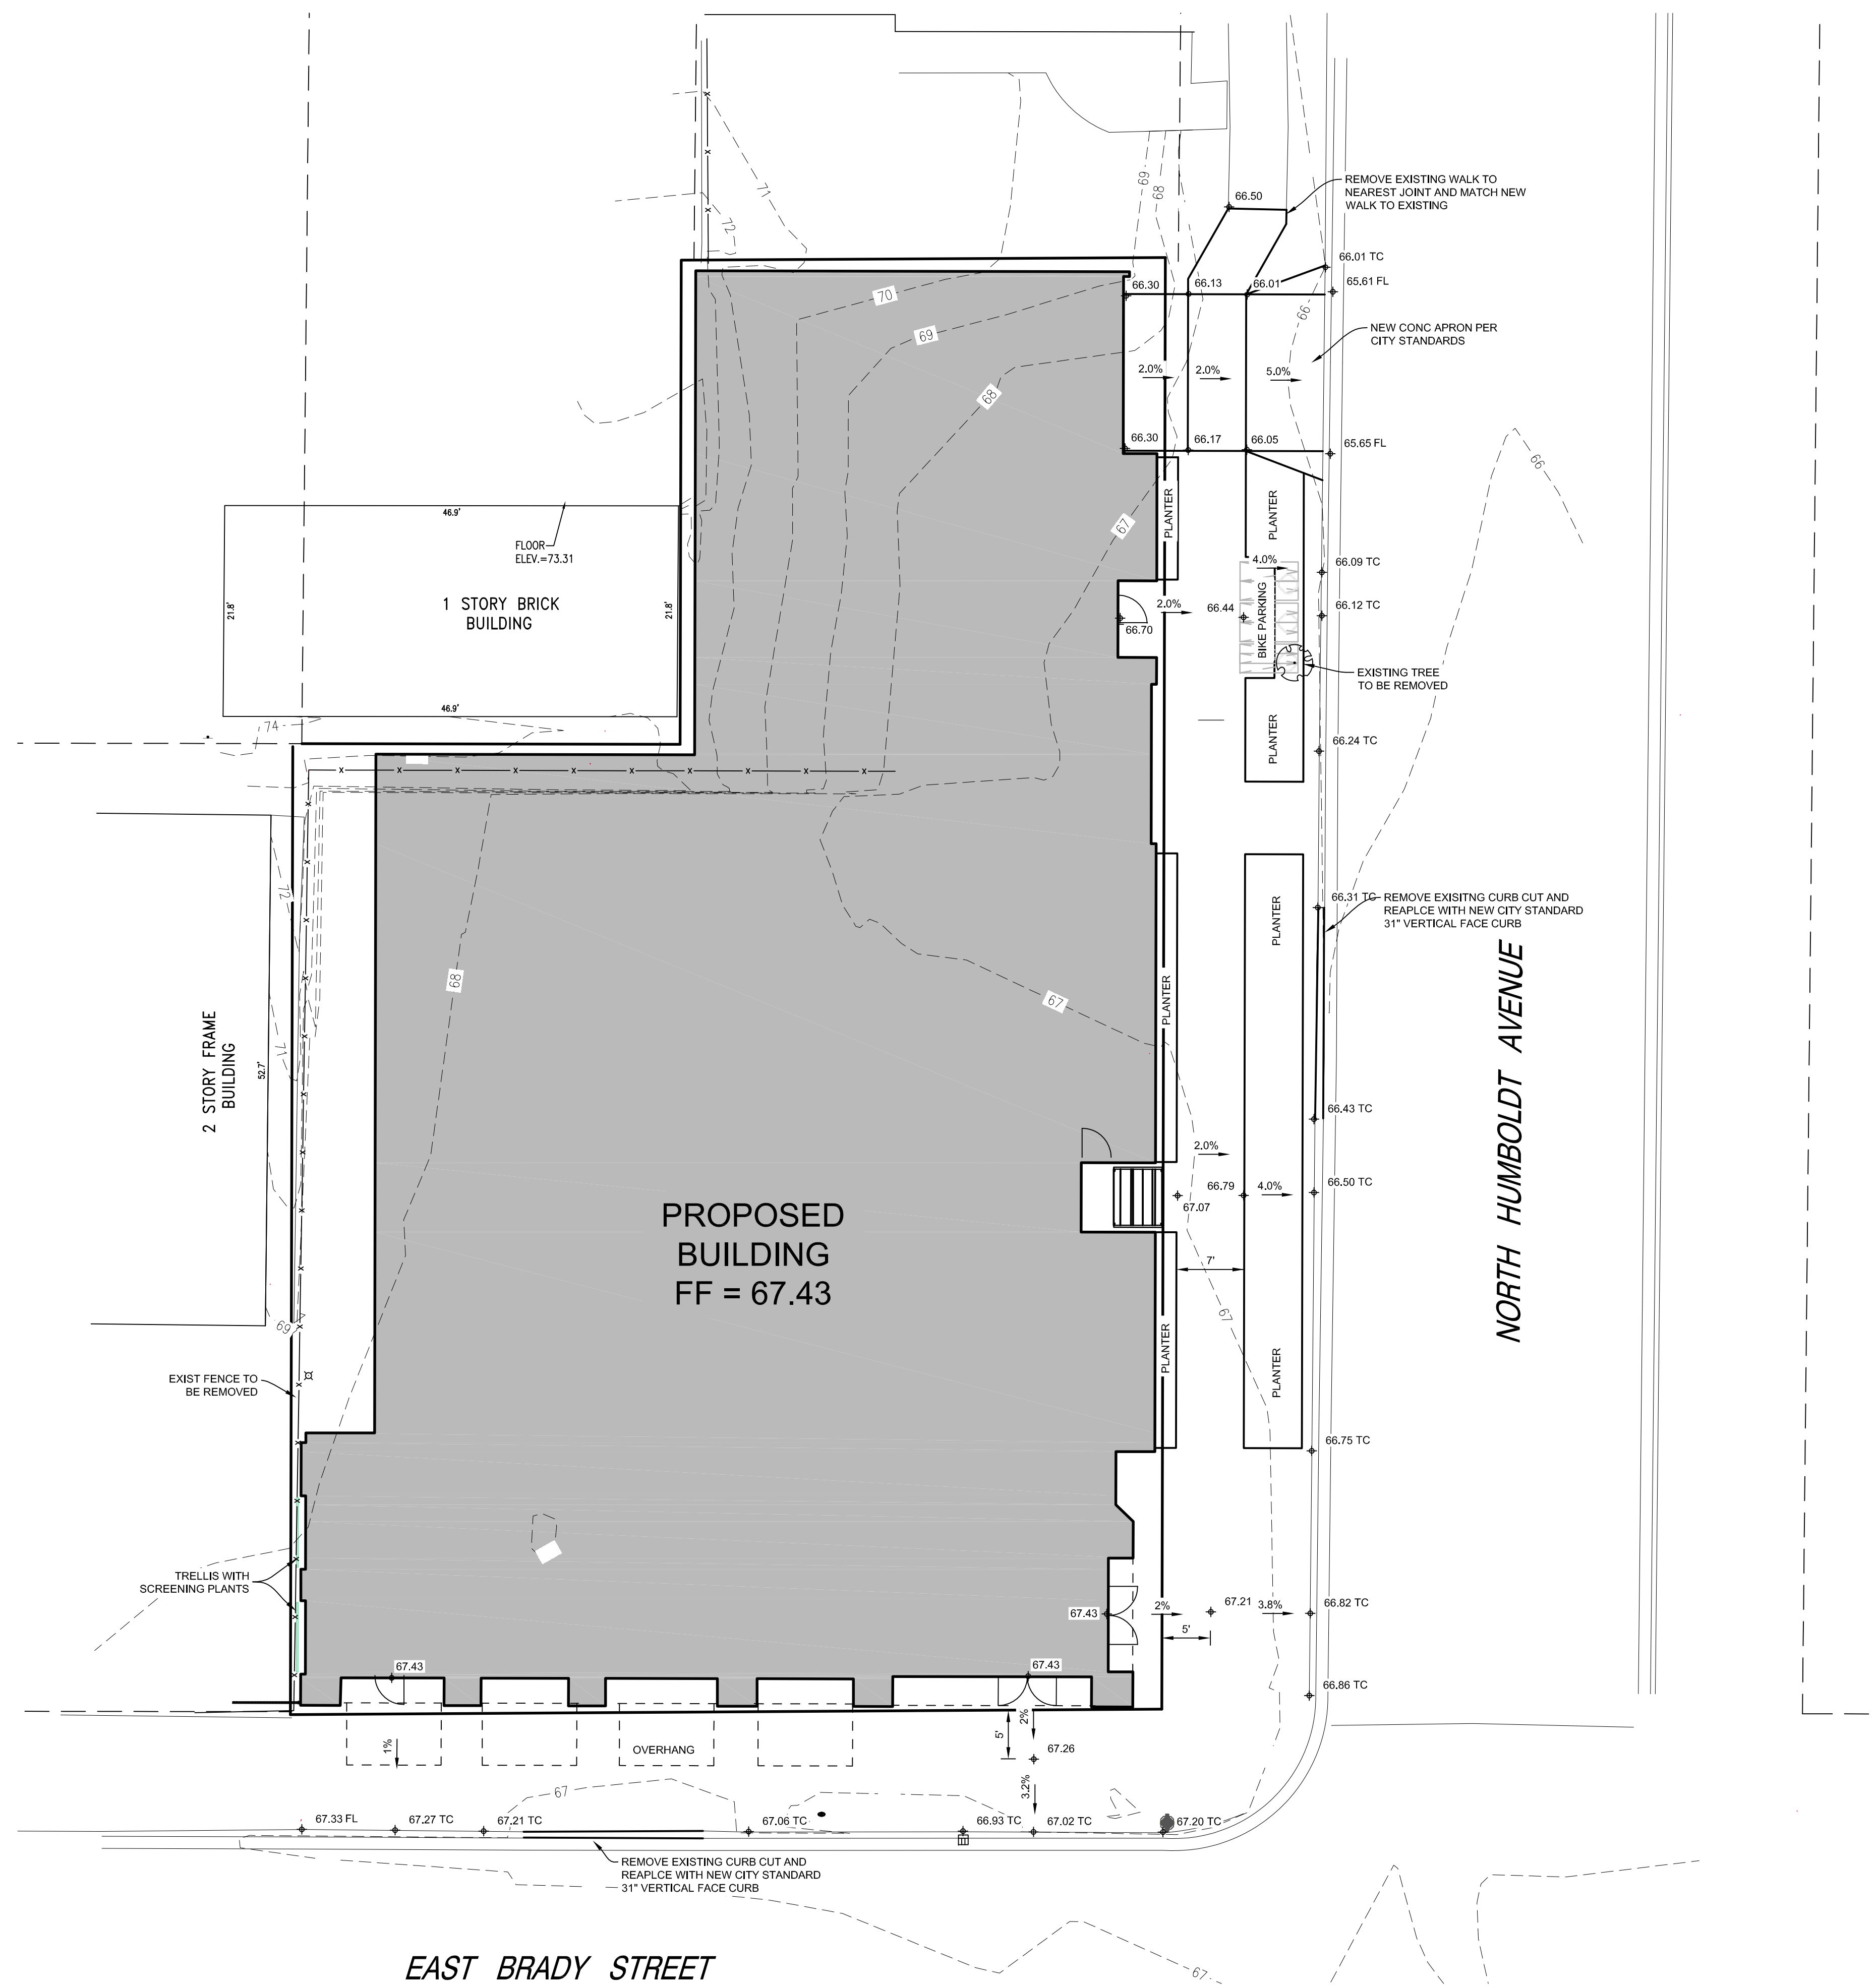 71
72
69
68
66.50
REMOVE EXISTING WALK TO
NEAREST JOINT AND MATCH NEW
WALK TO EXISTING
66.01 TC
65.61 FL
66.30
66.13
66.01
66
70
69
68
NEW CONC APRON PER
CITY STANDARDS
2.0%
2.0%
5.0%
66.30
66.17
66.05
65.65 FL
66
46.9'
FLOOR
ELEV.=73.31
1 STORY BRICK
BUILDING
21.8'
21.8'
46.9'
67
PLANTER
PLANTER
4.0%
66.09 TC
2.0%
66.44
BIKE PARKING
66.12 TC
66.70
EXISTING TREE
TO BE REMOVED
74
PLANTER
66.24 TC
72
PLANTER
66.31 TC
REMOVE EXISITNG CURB CUT AND
REAPLCE WITH NEW CITY STANDARD
31" VERTICAL FACE CURB
68
67
PLANTER
2 STORY FRAME
BUILDING
52.7'
71
66.43 TC
2.0%
66.79
4.0%
66.50 TC
67.07
PROPOSED
BUILDING
FF = 67.43
7'
NORTH HUMBOLDT AVENUE
69
67
PLANTER
PLANTER
EXIST FENCE TO
BE REMOVED
66.75 TC
TRELLIS WITH
SCREENING PLANTS
67.43
2%
67.21
3.8%
66.82 TC
5'
67.43
67.43
66.86 TC
1%
OVERHANG
5'
2%
67.26
3.2%
67
67.33 FL
67.27 TC
67.21 TC
67.06 TC
66.93 TC
67.02 TC
67.20 TC
REMOVE EXISTING CURB CUT AND
REAPLCE WITH NEW CITY STANDARD
31" VERTICAL FACE CURB
EAST BRADY STREET
67